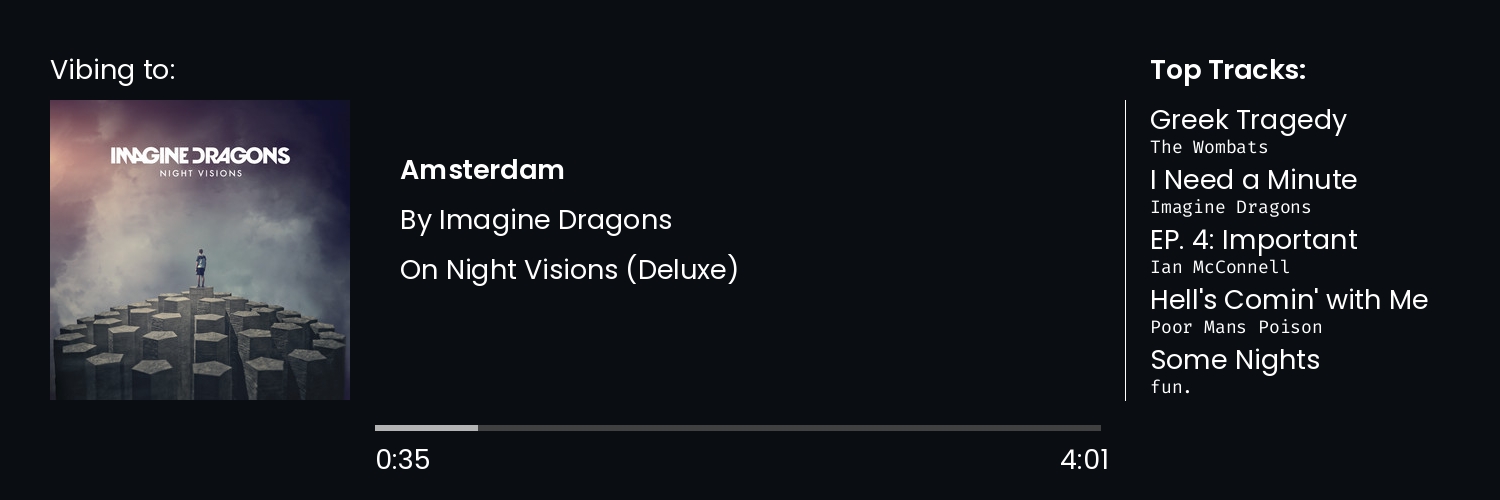 Vibing to:
IMAGINE DRAGONS
NIGHT VISIONS
Amsterdam
By Imagine Dragons
On Night Visions (Deluxe)
0:35
4:01
Top Tracks:
Greek Tragedy
The Wombats
I Need a Minute
Imagine Dragons
EP. 4: Important
Ian McConnell
Hell's Comin' with Me
Poor Mans Poison
Some Nights
fun.